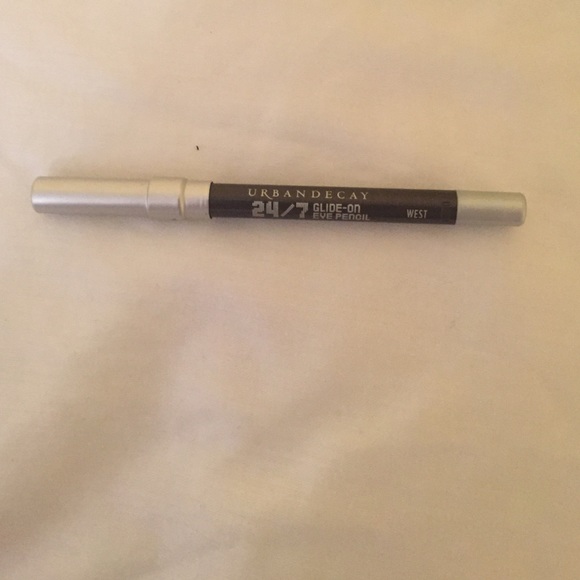 URBANDECAY
24/7 GLIDE-ON
EYE PENCIL
WEST